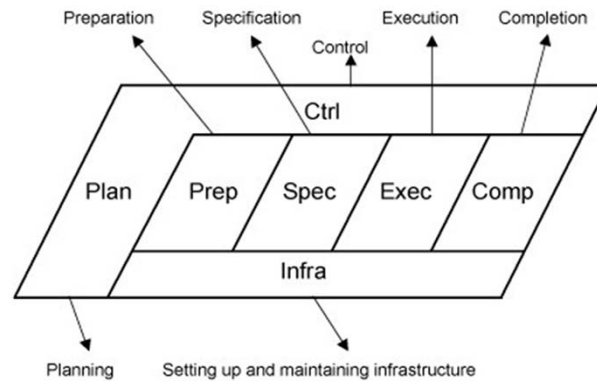 Preparation
Specification
Control
Execution
Completion
Ctrl
Plan
Prep
Spec
Exec
Comp
Infra
Planning
Setting up and maintaining infrastructure